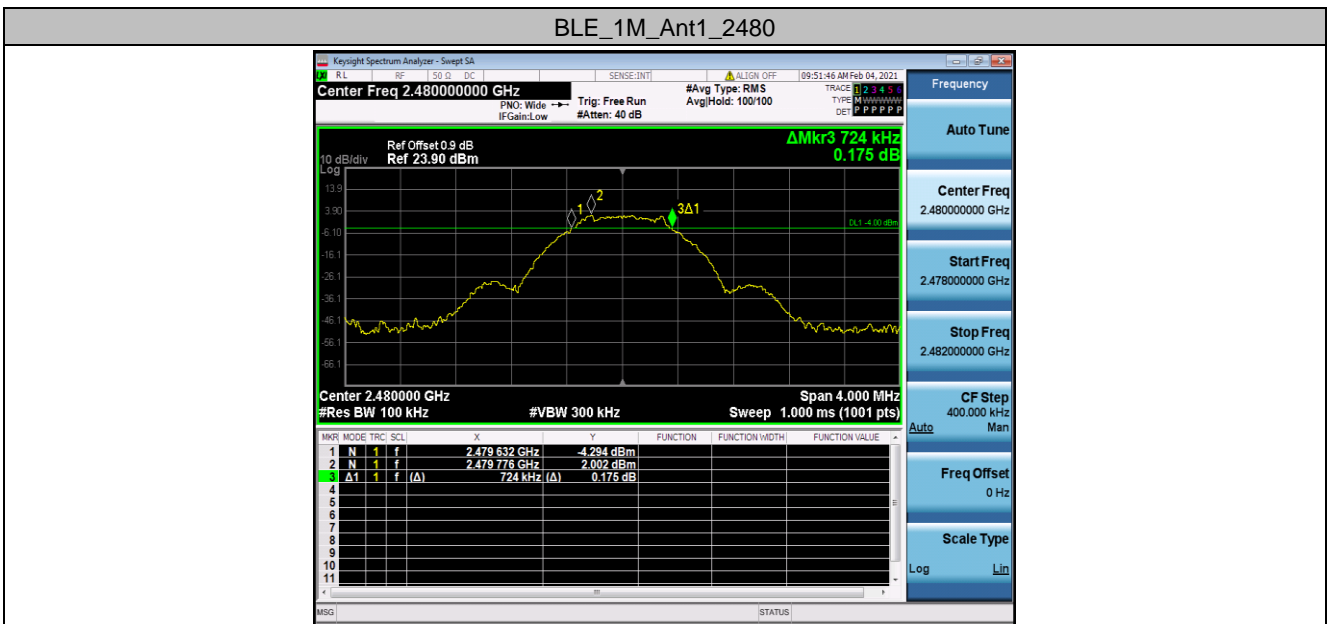 BLE_1M_Ant1_2480
Keysight Spectrum Analyzer - Swept SA
RL RF 50 Ω DC SENSE:INT ALIGN OFF 09:51:46 AM Feb 04, 2021
Center Freq 2.480000000 GHz #Avg Type: RMS TRACE 1 2 3 4 5 6
PNO: Wide Trig: Free Run Avg|Hold: 100/100 TYPE M WWWWW
IFGain:Low #Atten: 40 dB DET P P P P P P
Frequency
Auto Tune
ΔMkr3 724 kHz
Ref Offset 0.9 dB
10 dB/div Ref 23.90 dBm 0.175 dB
Log
13.9
3.90
-6.10
-16.1
-26.1
-36.1
-46.1
-56.1
-66.1
1
2
3Δ1
DL1 -4.00 dBm
Center 2.480000 GHz Span 4.000 MHz
#Res BW 100 kHz #VBW 300 kHz Sweep 1.000 ms (1001 pts)
MKR MODE TRC SCL X Y FUNCTION FUNCTION WIDTH FUNCTION VALUE
1 N 1 f 2.479 632 GHz -4.294 dBm
2 N 1 f 2.479 776 GHz 2.002 dBm
3 Δ1 1 f (Δ) 724 kHz (Δ) 0.175 dB
4
5
6
7
8
9
10
11
Center Freq
2.480000000 GHz
Start Freq
2.478000000 GHz
Stop Freq
2.482000000 GHz
CF Step
400.000 kHz
Auto Man
Freq Offset
0 Hz
Scale Type
Log Lin
MSG STATUS